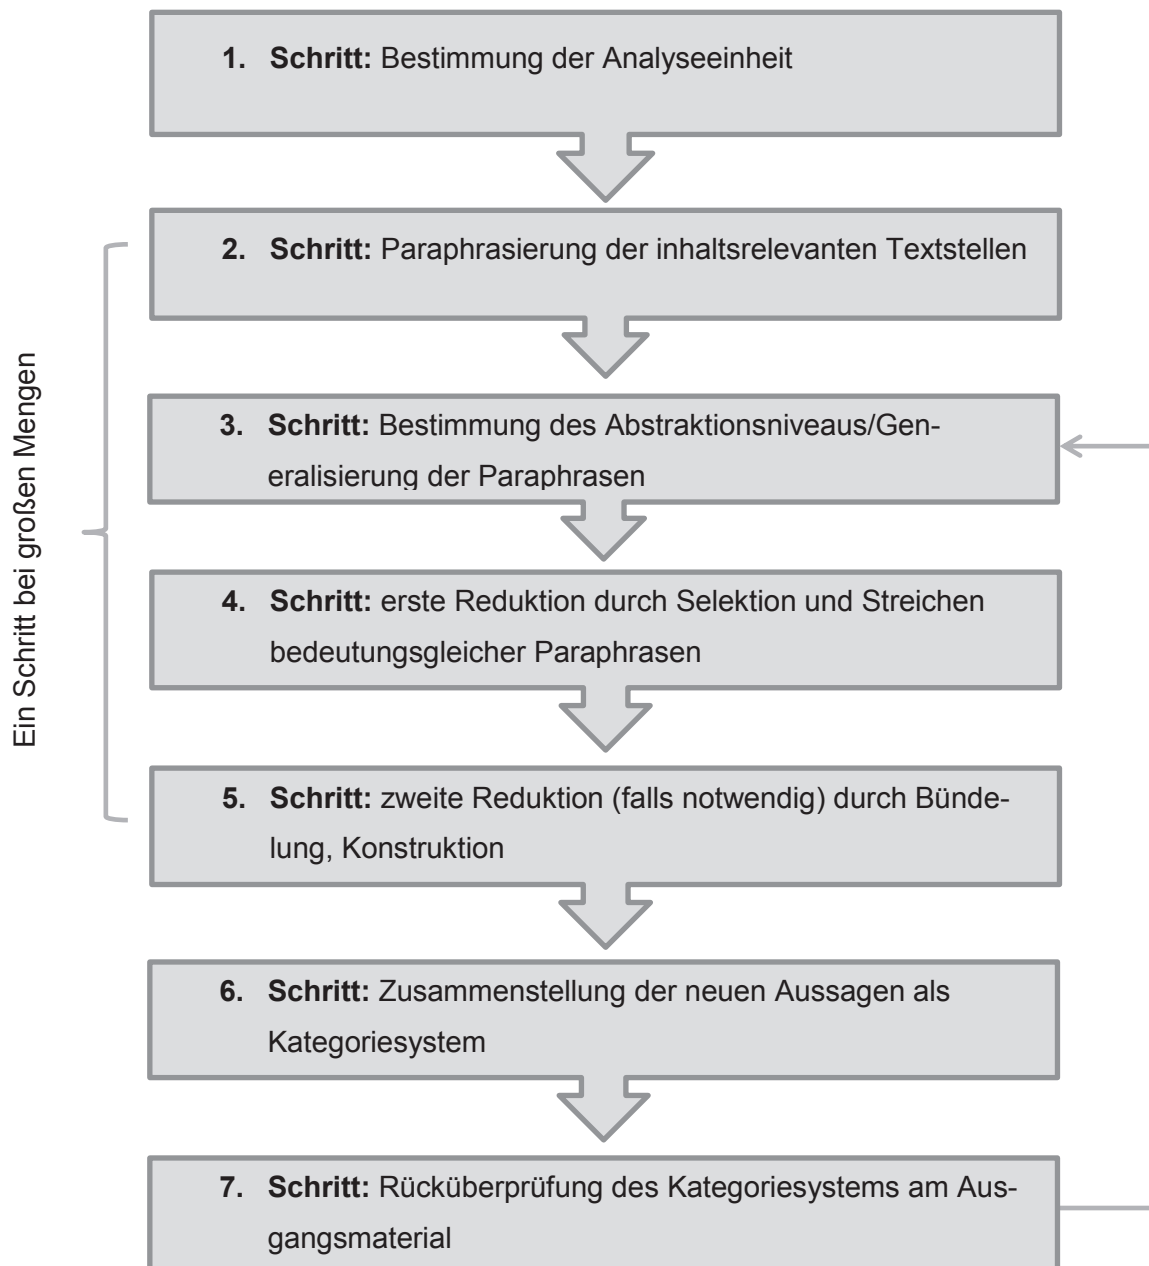 1. Schritt: Bestimmung der Analyseeinheit
2. Schritt: Paraphrasierung der inhaltsrelevanten Textstellen
Ein Schritt bei großen Mengen
3. Schritt: Bestimmung des Abstraktionsniveaus/Gen-
eralisierung der Paraphrasen
4. Schritt: erste Reduktion durch Selektion und Streichen
bedeutungsgleicher Paraphrasen
5. Schritt: zweite Reduktion (falls notwendig) durch Bünde-
lung, Konstruktion
6. Schritt: Zusammenstellung der neuen Aussagen als
Kategoriesystem
7. Schritt: Rücküberprüfung des Kategoriesystems am Aus-
gangsmaterial